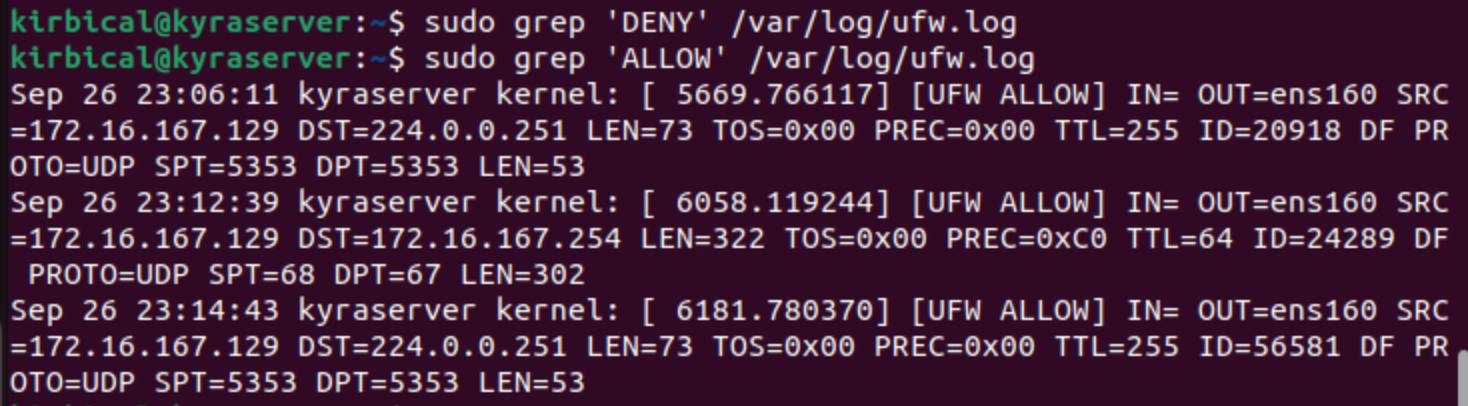 kirbical@kyraserver:~$ sudo grep 'DENY' /var/log/ufw.log
kirbical@kyraserver:~$ sudo grep 'ALLOW' /var/log/ufw.log
Sep 26 23:06:11 kyraserver kernel: [ 5669.766117] [UFW ALLOW] IN= OUT=ens160 SRC
=172.16.167.129 DST=224.0.0.251 LEN=73 TOS=0x00 PREC=0x00 TTL=255 ID=20918 DF PR
OTO=UDP SPT=5353 DPT=5353 LEN=53
Sep 26 23:12:39 kyraserver kernel: [ 6058.119244] [UFW ALLOW] IN= OUT=ens160 SRC
=172.16.167.129 DST=172.16.167.254 LEN=322 TOS=0x00 PREC=0xC0 TTL=64 ID=24289 DF
 PROTO=UDP SPT=68 DPT=67 LEN=302
Sep 26 23:14:43 kyraserver kernel: [ 6181.780370] [UFW ALLOW] IN= OUT=ens160 SRC
=172.16.167.129 DST=224.0.0.251 LEN=73 TOS=0x00 PREC=0x00 TTL=255 ID=56581 DF PR
OTO=UDP SPT=5353 DPT=5353 LEN=53